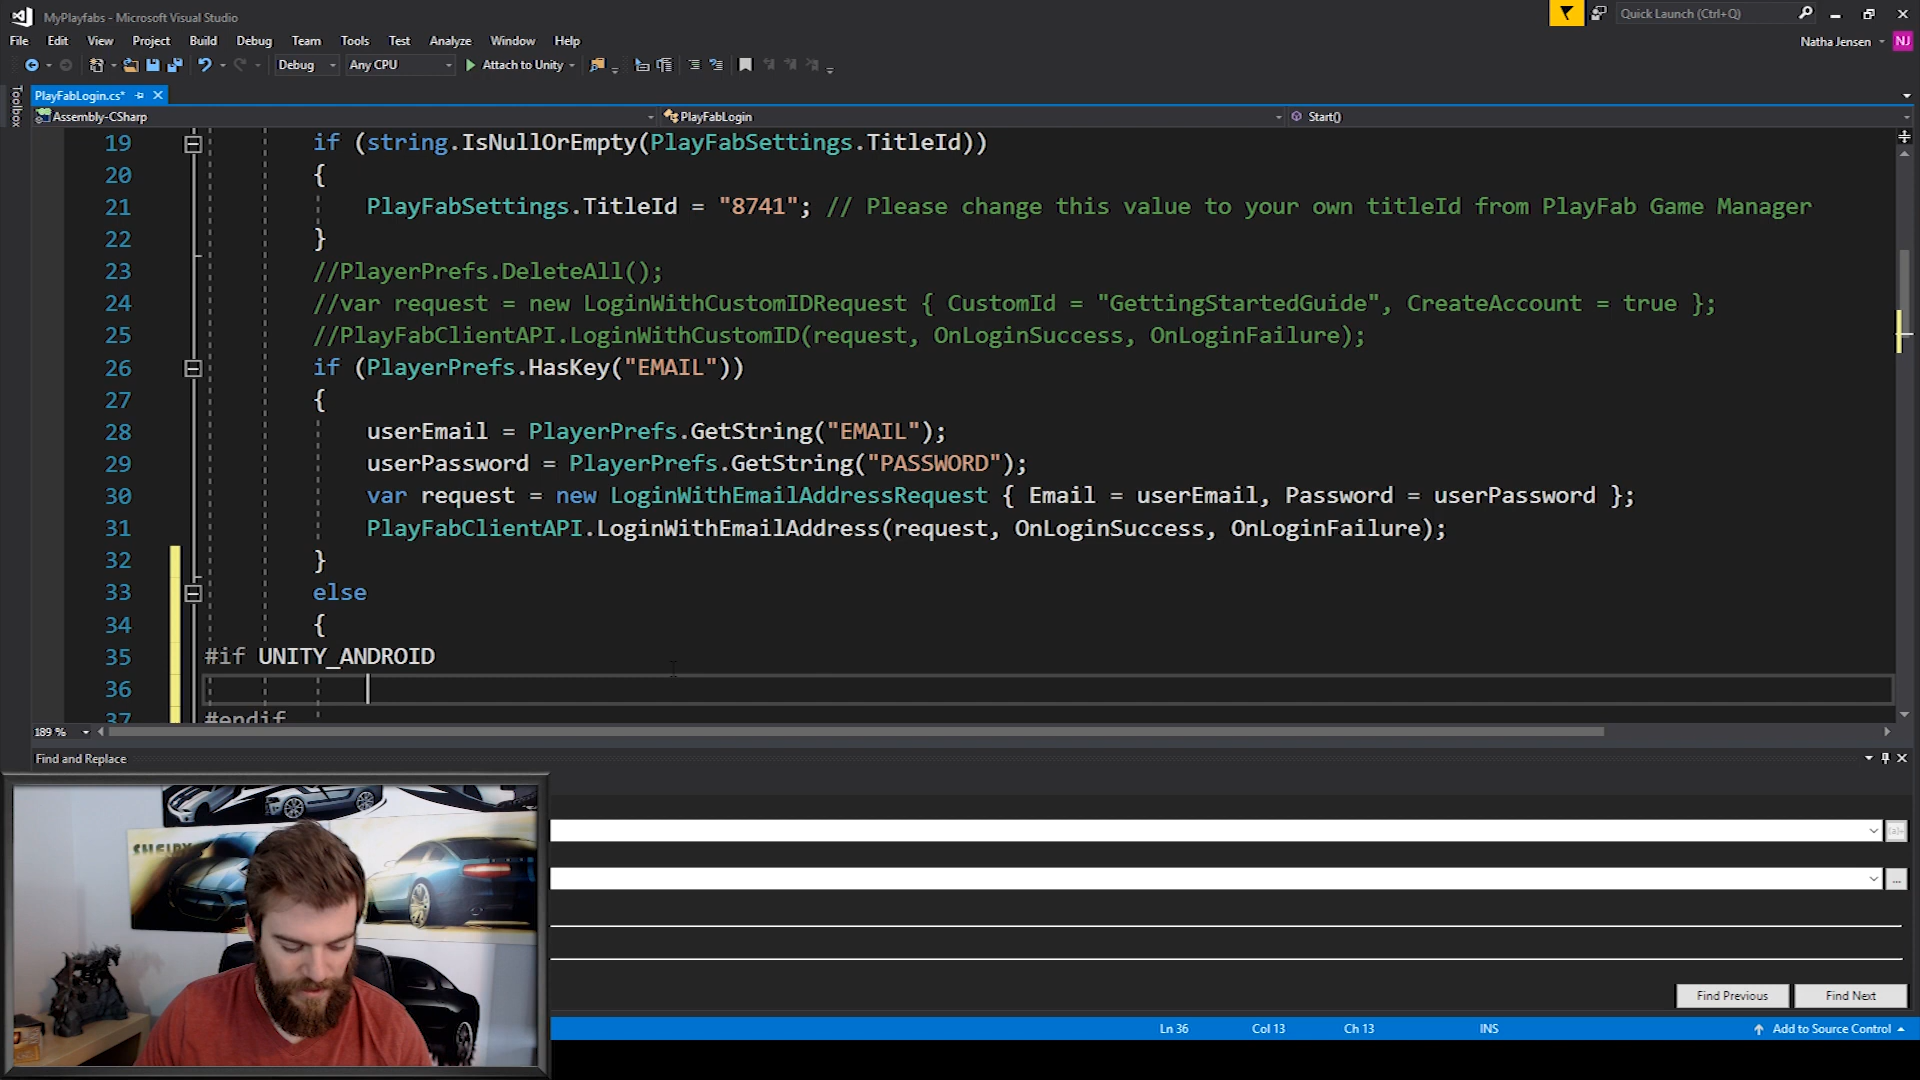 MyPlayfabs - Microsoft Visual Studio
Quick Launch (Ctrl+Q)
File Edit View Project Build Debug Team Tools Test Analyze Window Help
Natha Jensen NJ
Debug Any CPU Attach to Unity
Toolbox
PlayFabLogin.cs*
Assembly-CSharp PlayFabLogin Start()
19 if (string.IsNullOrEmpty(PlayFabSettings.TitleId))
20 {
21 PlayFabSettings.TitleId = "8741"; // Please change this value to your own titleId from PlayFab Game Manager
22 }
23 //PlayerPrefs.DeleteAll();
24 //var request = new LoginWithCustomIDRequest { CustomId = "GettingStartedGuide", CreateAccount = true };
25 //PlayFabClientAPI.LoginWithCustomID(request, OnLoginSuccess, OnLoginFailure);
26 if (PlayerPrefs.HasKey("EMAIL"))
27 {
28 userEmail = PlayerPrefs.GetString("EMAIL");
29 userPassword = PlayerPrefs.GetString("PASSWORD");
30 var request = new LoginWithEmailAddressRequest { Email = userEmail, Password = userPassword };
31 PlayFabClientAPI.LoginWithEmailAddress(request, OnLoginSuccess, OnLoginFailure);
32 }
33 else
34 {
35 #if UNITY_ANDROID
36
37 #endif
189 %
Find and Replace
SHELBY
Find Previous Find Next
Ln 36 Col 13 Ch 13 INS Add to Source Control